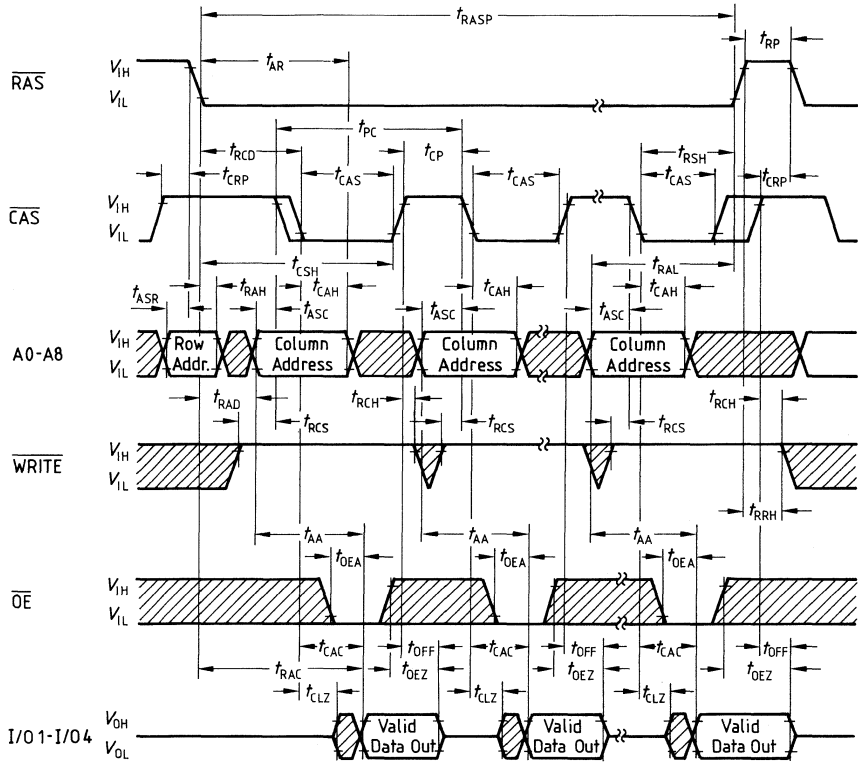 tRASP
tRP
tAR
RAS
VIH
VIL
tPC
tRCD
tCP
tRSH
tCRP
tCAS
tCAS
tCAS
tCRP
CAS
VIH
VIL
tCSH
tRAL
tASR
tRAH
tCAH
tCAH
tCAH
tASC
tASC
tASC
A0-A8
VIH
VIL
Row Addr.
Column Address
Column Address
Column Address
tRAD
tRCH
tRCH
tRCS
tRCS
tRCS
WRITE
VIH
VIL
tRRH
tAA
tAA
tAA
tOEA
tOEA
tOEA
OE
VIH
VIL
tCAC
tOFF
tCAC
tOFF
tCAC
tOFF
tRAC
tOEZ
tOEZ
tOEZ
tCLZ
tCLZ
tCLZ
I/O1-I/O4
VOH
VOL
Valid Data Out
Valid Data Out
Valid Data Out